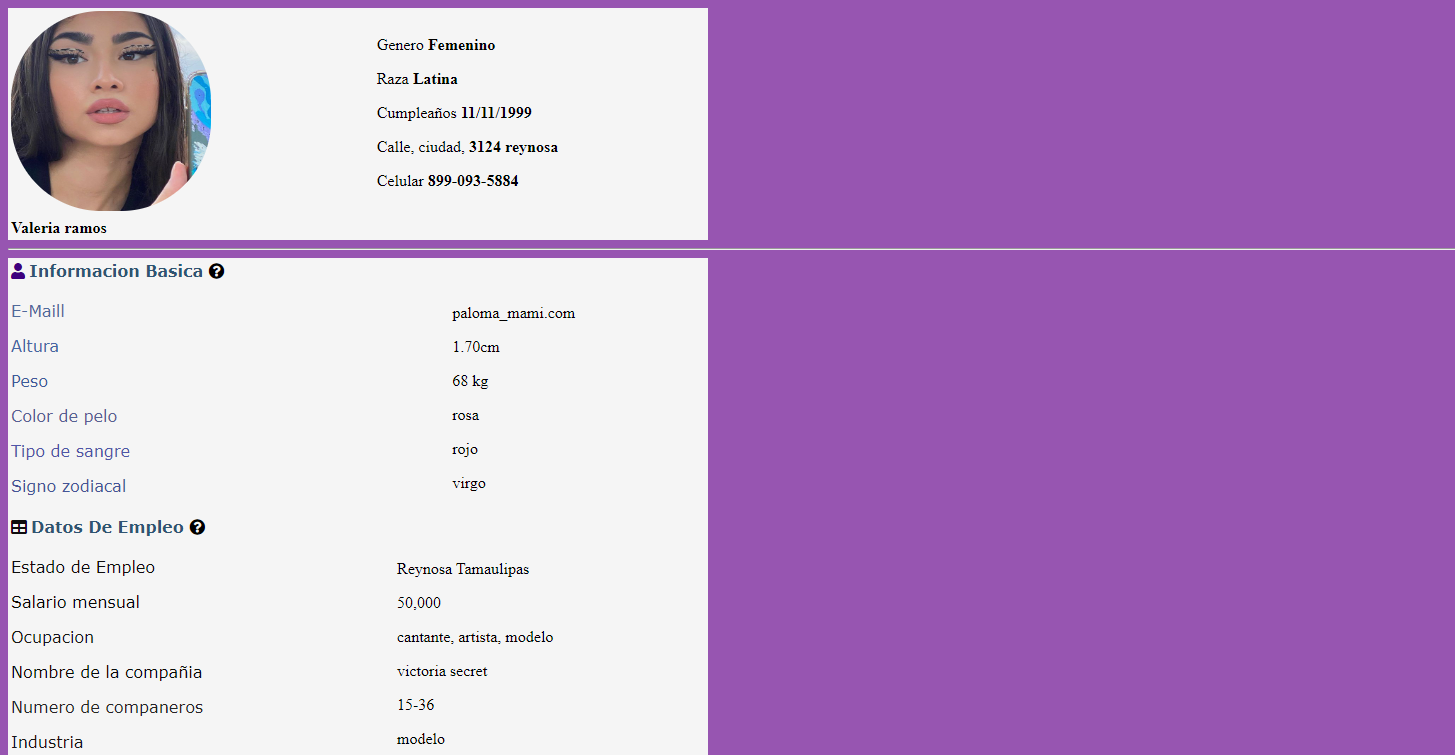 Genero Femenino
Raza Latina
Cumpleaños 11/11/1999
Calle, ciudad, 3124 reynosa
Celular 899-093-5884
Valeria ramos
Informacion Basica
E-Maill paloma_mami.com
Altura 1.70cm
Peso 68 kg
Color de pelo rosa
Tipo de sangre rojo
Signo zodiacal virgo
Datos De Empleo
Estado de Empleo Reynosa Tamaulipas
Salario mensual 50,000
Ocupacion cantante, artista, modelo
Nombre de la compañia victoria secret
Numero de companeros 15-36
Industria modelo